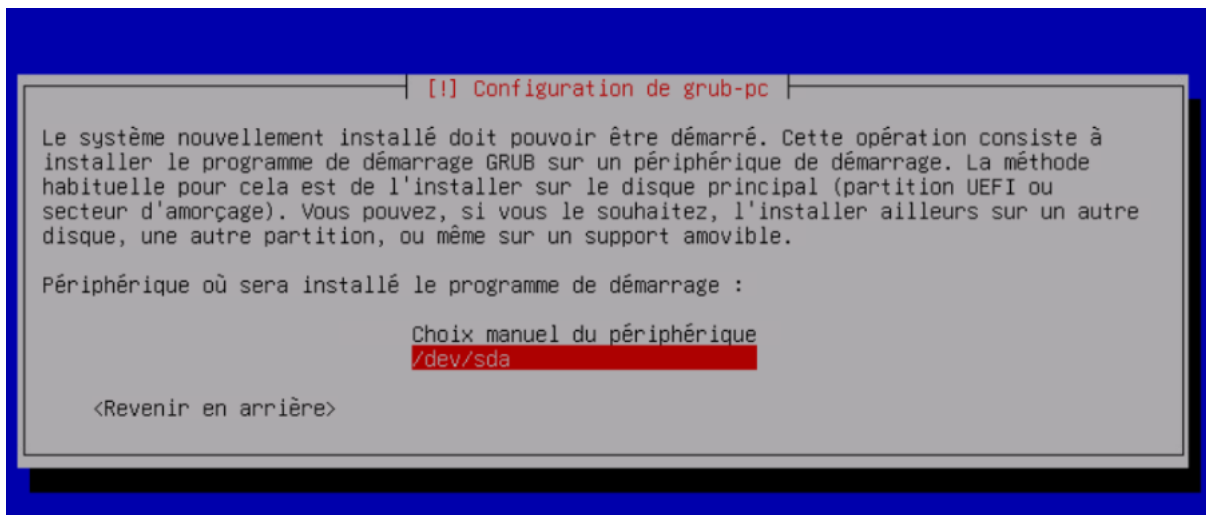 [!] Configuration de grub-pc
Le système nouvellement installé doit pouvoir être démarré. Cette opération consiste à
installer le programme de démarrage GRUB sur un périphérique de démarrage. La méthode
habituelle pour cela est de l'installer sur le disque principal (partition UEFI ou
secteur d'amorçage). Vous pouvez, si vous le souhaitez, l'installer ailleurs sur un autre
disque, une autre partition, ou même sur un support amovible.
Périphérique où sera installé le programme de démarrage :
Choix manuel du périphérique
/dev/sda
<Revenir en arrière>